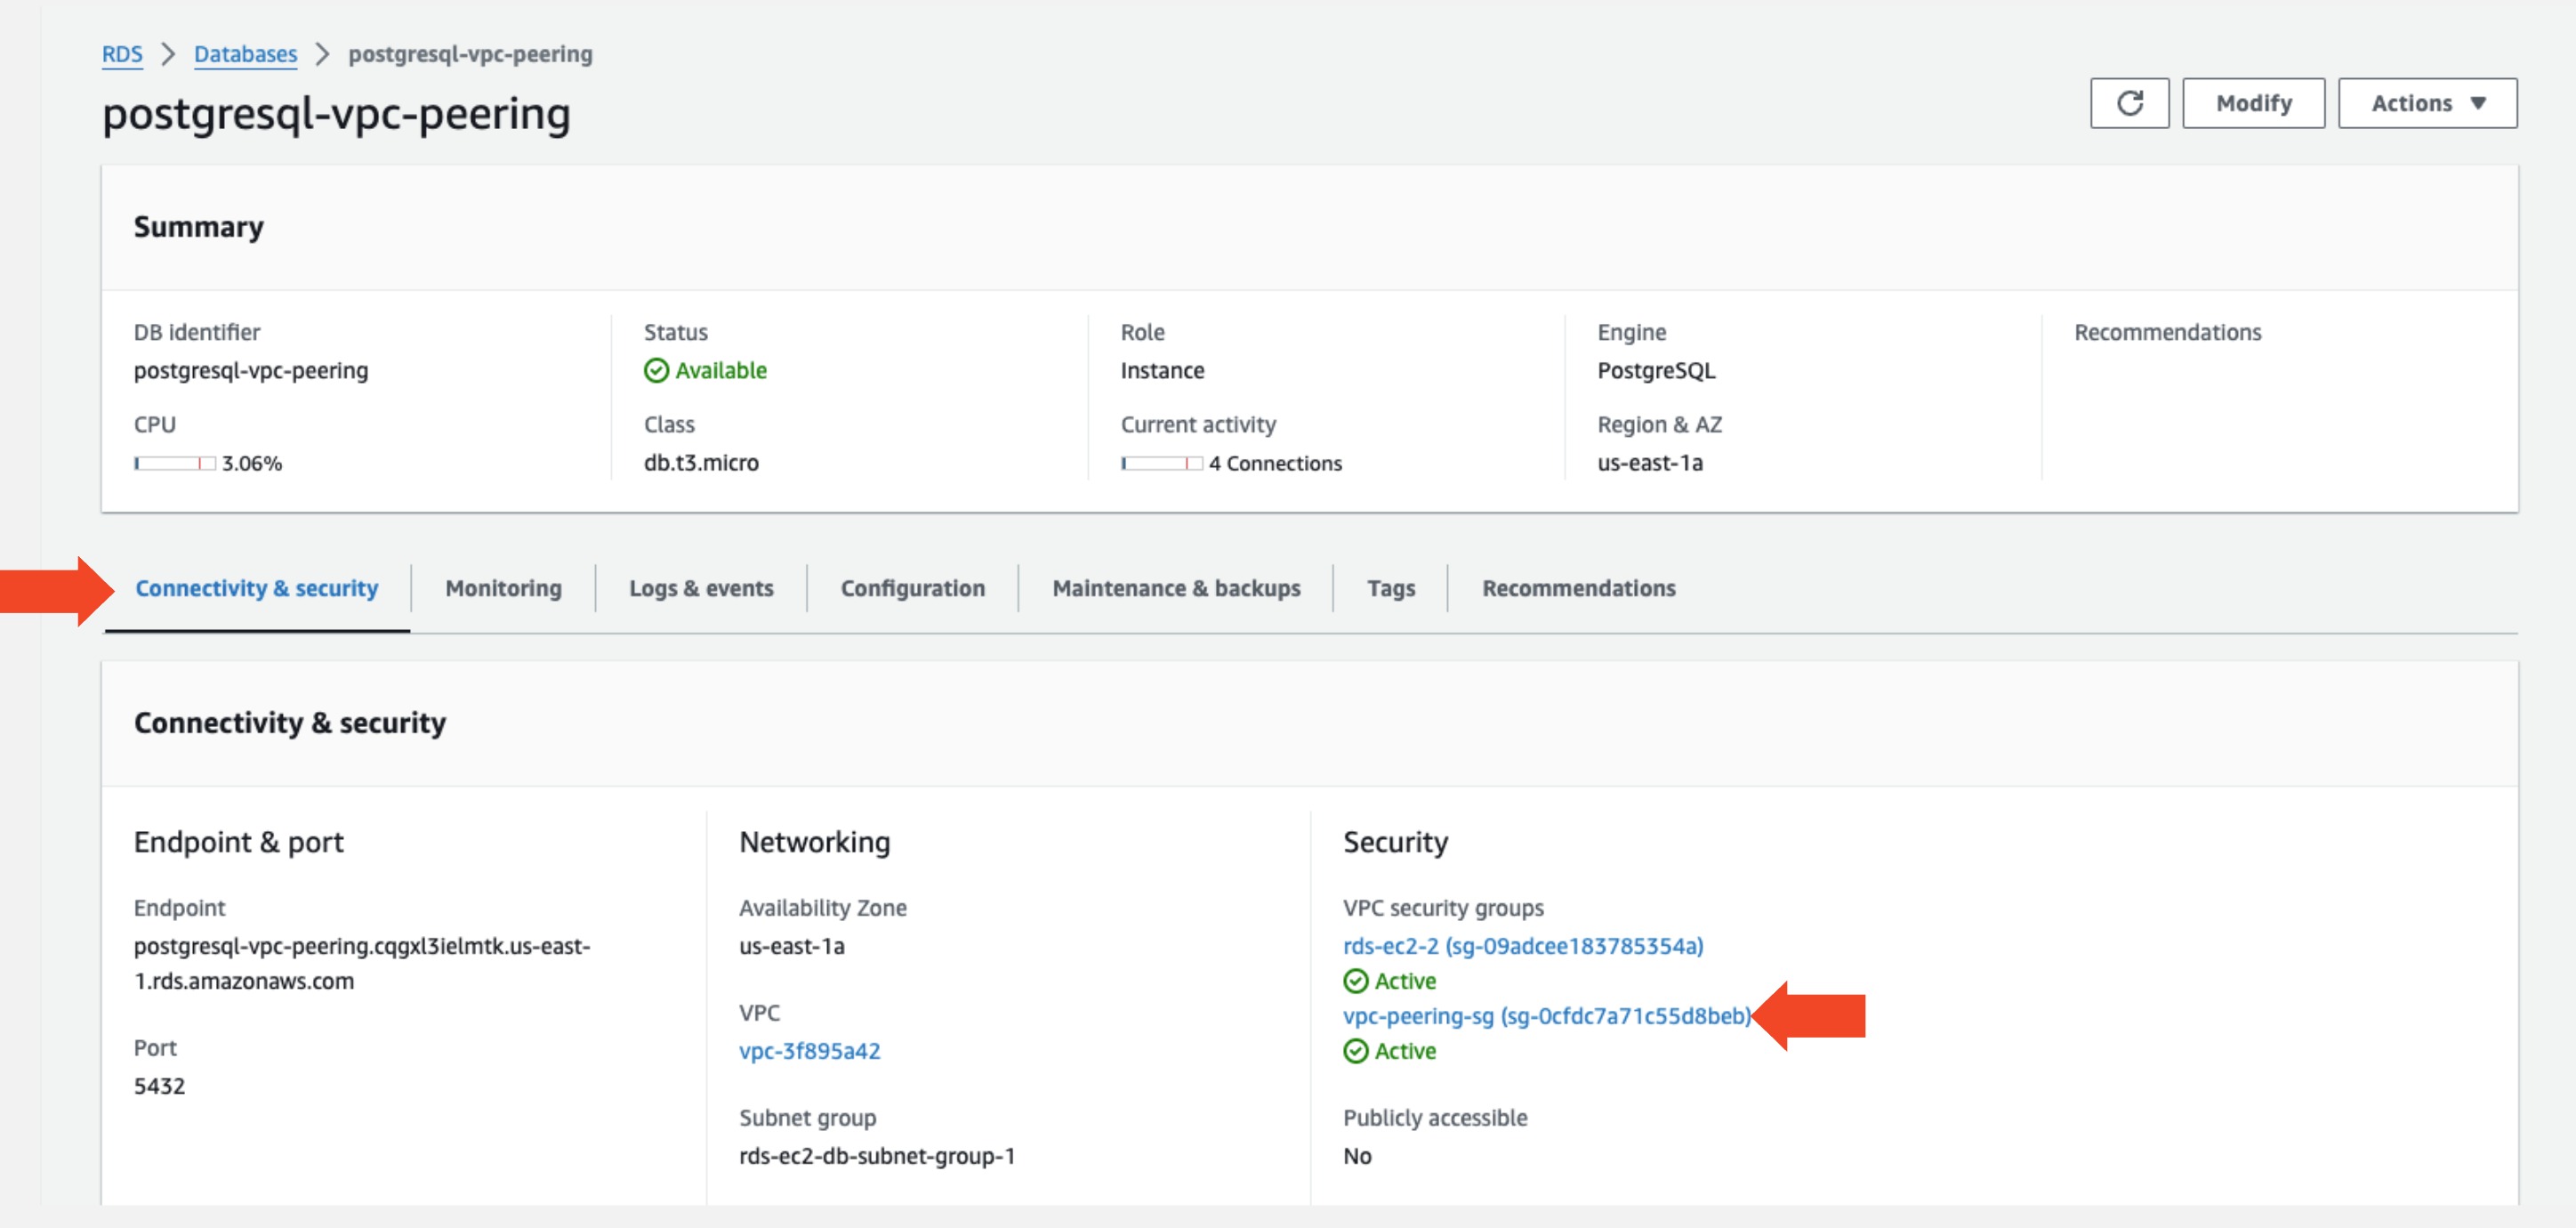 RDS > Databases > postgresql-vpc-peering
postgresql-vpc-peering
Modify
Actions
Summary
DB identifier
postgresql-vpc-peering
CPU
3.06%
Status
Available
Class
db.t3.micro
Role
Instance
Current activity
4 Connections
Engine
PostgreSQL
Region & AZ
us-east-1a
Recommendations
Connectivity & security
Monitoring
Logs & events
Configuration
Maintenance & backups
Tags
Recommendations
Connectivity & security
Endpoint & port
Endpoint
postgresql-vpc-peering.cqgxl3ielmtk.us-east-
1.rds.amazonaws.com
Port
5432
Networking
Availability Zone
us-east-1a
VPC
vpc-3f895a42
Subnet group
rds-ec2-db-subnet-group-1
Security
VPC security groups
rds-ec2-2 (sg-09adcee183785354a)
Active
vpc-peering-sg (sg-0cfdc7a71c55d8beb)
Active
Publicly accessible
No